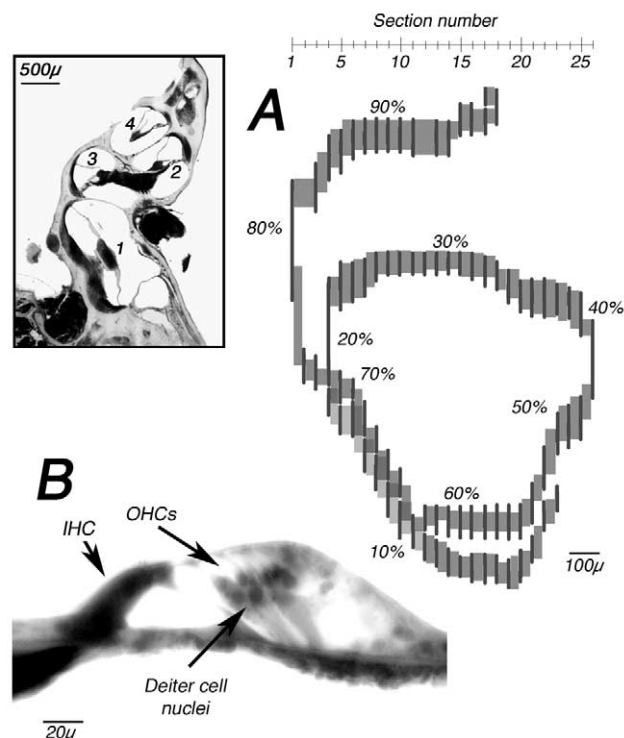 Section number
1 5 10 15 20 25
500µ
4
3
2
1
A
90%
80%
30%
40%
20%
70%
50%
60%
10%
100µ
B
IHC
OHCs
Deiter cell
nuclei
20µ